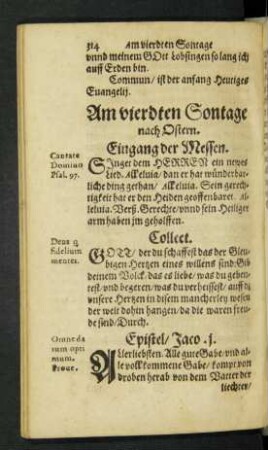 314 Am vierdten Sontage
vnnd meinem GOtt Lobsingen so lang ich
auff Erden bin.
Commun/ ist der anfang Heutiges
Euangelij.
Am vierdten Sontage
nach Ostern.
Eingang der Messen.
Cantate
Domino
Psal. 97.
SInget dem HERREN ein newes
Lied. Alleluia/ dan er har wünderbar-
liche ding gethan/ Alleluia. Sein gerech-
tigkeit hat er den Heiden geoffenbaret. Al-
leluia. Verß. Gerechte/ vnnd sein Heiliger
arm haben jm geholffen.
Collect.
Deus q̃
fidelium
mentes.
GOTT/ der du schaffest das der Gleu-
bigen Hertzen eines willens sind: Gib
deinem Volck das es liebe/ was du gebeu-
test/ vnd begeren/ was du verheissest/ auff dz
vnsere Hertzen in disem mancherley wesen
der welt dohin hangen/ da die waren freu-
de sind/ Durch.
Epistel/ Jaco. j.
Omne da
tum opti
mum.
ALlerliebsten: Alle gute Gabe/ vnd al-
le vollkommene Gabe/ kompt von
droben herab von dem Vatter der
liechter/